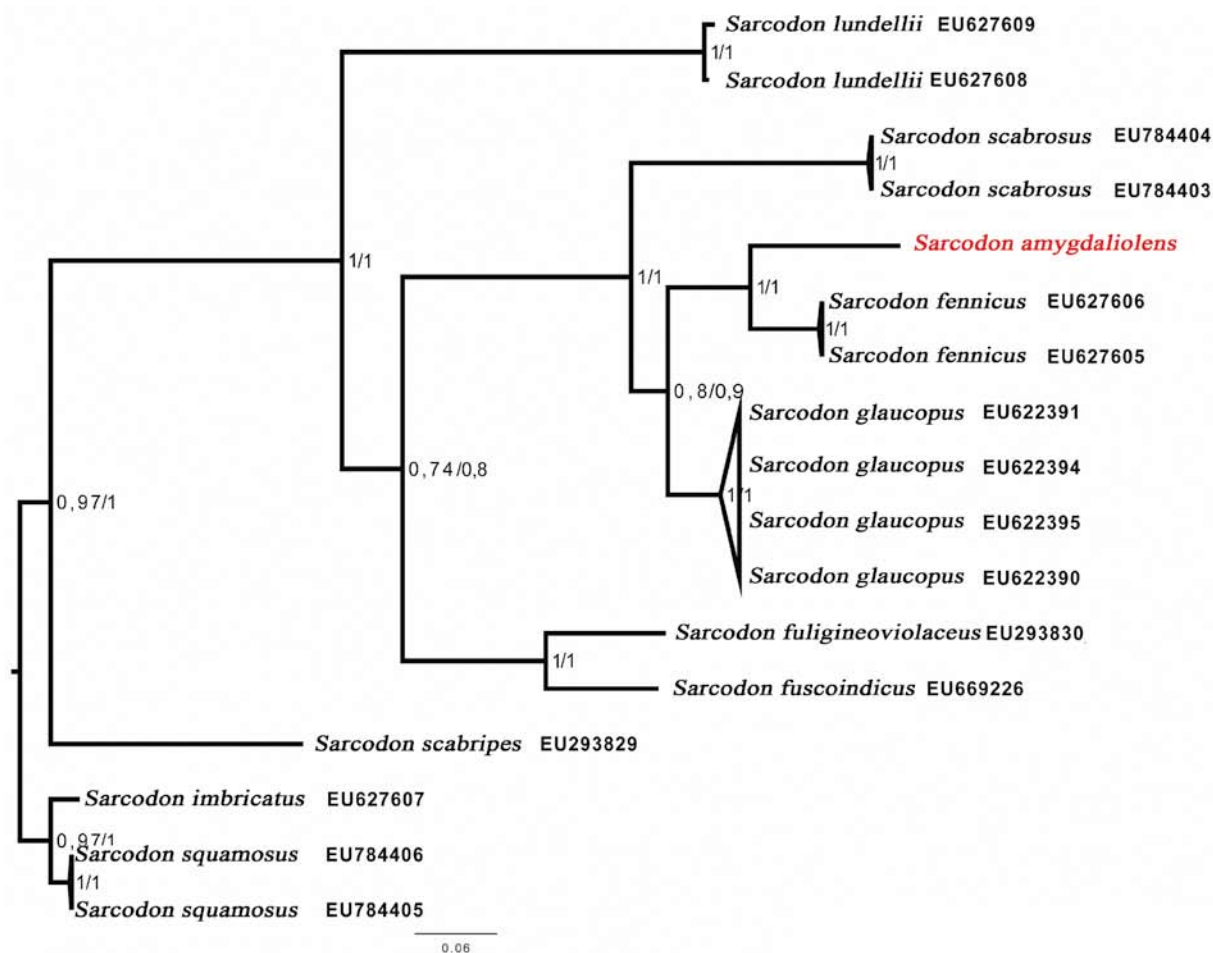 Sarcodon lundellii EU627609
1/1
Sarcodon lundellii EU627608
Sarcodon scabrosus EU784404
1/1
Sarcodon scabrosus EU784403
Sarcodon amygdaliolens
1/1
1/1
1/1
Sarcodon fennicus EU627606
1/1
Sarcodon fennicus EU627605
0,8/0,9
Sarcodon glaucopus EU622391
0,74/0,8
Sarcodon glaucopus EU622394
1/1
0,97/1
Sarcodon glaucopus EU622395
Sarcodon glaucopus EU622390
Sarcodon fuligineoviolaceus EU293830
1/1
Sarcodon fuscoindicus EU669226
Sarcodon scabripes EU293829
Sarcodon imbricatus EU627607
0,97/1
Sarcodon squamosus EU784406
1/1
Sarcodon squamosus EU784405
0.06